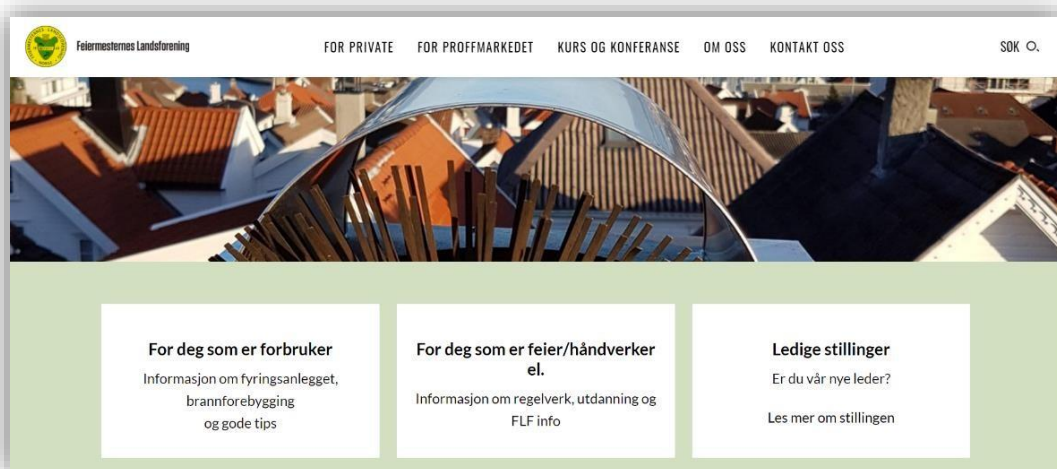 Feiermesternes Landsforening
FOR PRIVATE FOR PROFFMARKEDET KURS OG KONFERANSE OM OSS KONTAKT OSS SØK
For deg som er forbruker
Informasjon om fyringsanlegget,
brannforebygging
og gode tips
For deg som er feier/håndverker
el.
Informasjon om regelverk, utdanning og
FLF info
Ledige stillinger
Er du vår nye leder?
Les mer om stillingen